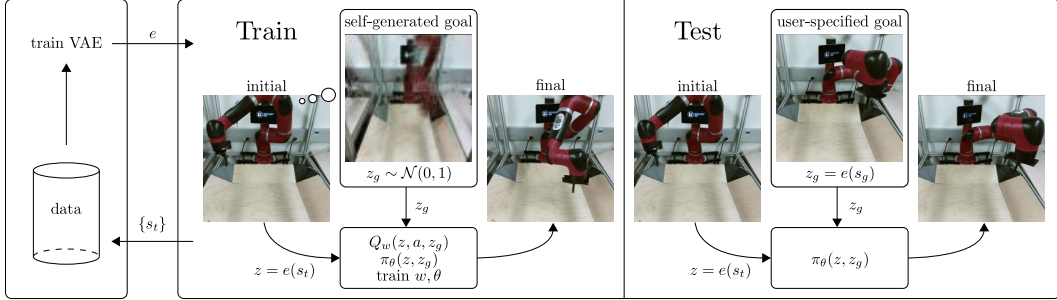 train VAE
e
data
{s_t}
Train
initial
self-generated goal
z_g ∼ 𝒩(0, 1)
final
z_g
z = e(s_t)
Q_w(z, a, z_g)
π_θ(z, z_g)
train w, θ
Test
initial
user-specified goal
z_g = e(s_g)
final
z_g
z = e(s_t)
π_θ(z, z_g)